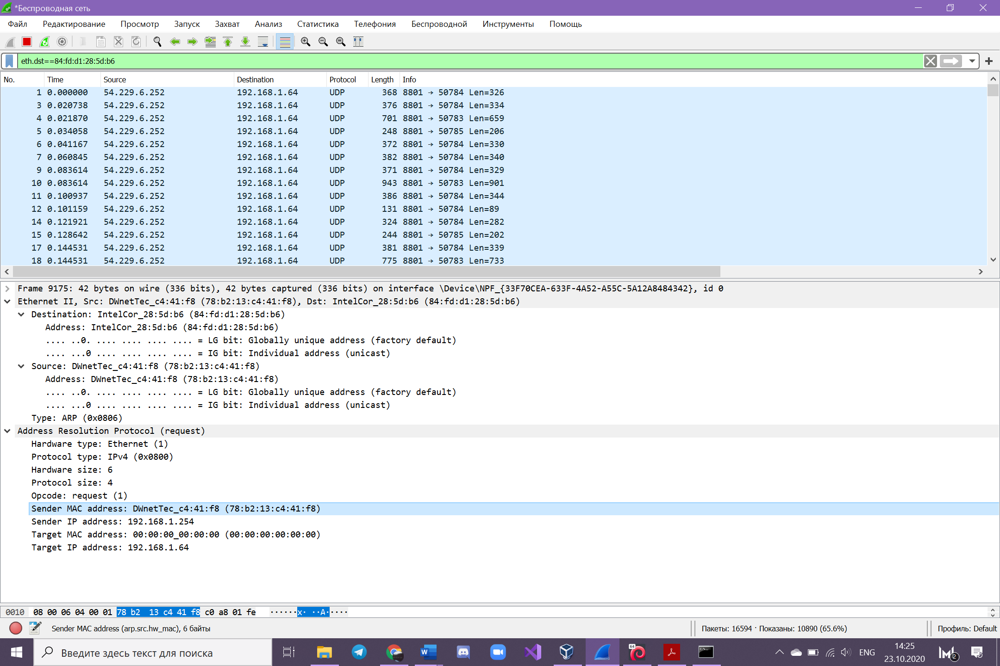 *Беспроводная сеть
Файл Редактирование Просмотр Запуск Захват Анализ Статистика Телефония Беспроводной Инструменты Помощь
eth.dst==84:fd:d1:28:5d:b6
No. Time Source Destination Protocol Length Info
1 0.000000 54.229.6.252 192.168.1.64 UDP 368 8801 → 50784 Len=326
3 0.020738 54.229.6.252 192.168.1.64 UDP 376 8801 → 50784 Len=334
4 0.021870 54.229.6.252 192.168.1.64 UDP 701 8801 → 50783 Len=659
5 0.034058 54.229.6.252 192.168.1.64 UDP 248 8801 → 50785 Len=206
6 0.041167 54.229.6.252 192.168.1.64 UDP 372 8801 → 50784 Len=330
7 0.060845 54.229.6.252 192.168.1.64 UDP 382 8801 → 50784 Len=340
9 0.083614 54.229.6.252 192.168.1.64 UDP 371 8801 → 50784 Len=329
10 0.083614 54.229.6.252 192.168.1.64 UDP 943 8801 → 50783 Len=901
11 0.100937 54.229.6.252 192.168.1.64 UDP 386 8801 → 50784 Len=344
12 0.101159 54.229.6.252 192.168.1.64 UDP 131 8801 → 50784 Len=89
14 0.121921 54.229.6.252 192.168.1.64 UDP 324 8801 → 50784 Len=282
15 0.128642 54.229.6.252 192.168.1.64 UDP 244 8801 → 50785 Len=202
17 0.144531 54.229.6.252 192.168.1.64 UDP 381 8801 → 50784 Len=339
18 0.144531 54.229.6.252 192.168.1.64 UDP 775 8801 → 50783 Len=733
Frame 9175: 42 bytes on wire (336 bits), 42 bytes captured (336 bits) on interface \Device\NPF_{33F70CEA-633F-4A52-A55C-5A12A8484342}, id 0
Ethernet II, Src: DWnetTec_c4:41:f8 (78:b2:13:c4:41:f8), Dst: IntelCor_28:5d:b6 (84:fd:d1:28:5d:b6)
Destination: IntelCor_28:5d:b6 (84:fd:d1:28:5d:b6)
Address: IntelCor_28:5d:b6 (84:fd:d1:28:5d:b6)
.... ..0. .... .... .... .... = LG bit: Globally unique address (factory default)
.... ...0 .... .... .... .... = IG bit: Individual address (unicast)
Source: DWnetTec_c4:41:f8 (78:b2:13:c4:41:f8)
Address: DWnetTec_c4:41:f8 (78:b2:13:c4:41:f8)
.... ..0. .... .... .... .... = LG bit: Globally unique address (factory default)
.... ...0 .... .... .... .... = IG bit: Individual address (unicast)
Type: ARP (0x0806)
Address Resolution Protocol (request)
Hardware type: Ethernet (1)
Protocol type: IPv4 (0x0800)
Hardware size: 6
Protocol size: 4
Opcode: request (1)
Sender MAC address: DWnetTec_c4:41:f8 (78:b2:13:c4:41:f8)
Sender IP address: 192.168.1.254
Target MAC address: 00:00:00_00:00:00 (00:00:00:00:00:00)
Target IP address: 192.168.1.64
0010 08 00 06 04 00 01 78 b2 13 c4 41 f8 c0 a8 01 fe ······x· ··A·····
Sender MAC address (arp.src.hw_mac), 6 байты Пакеты: 16594 · Показаны: 10890 (65.6%) Профиль: Default
Введите здесь текст для поиска ENG 14:25
23.10.2020